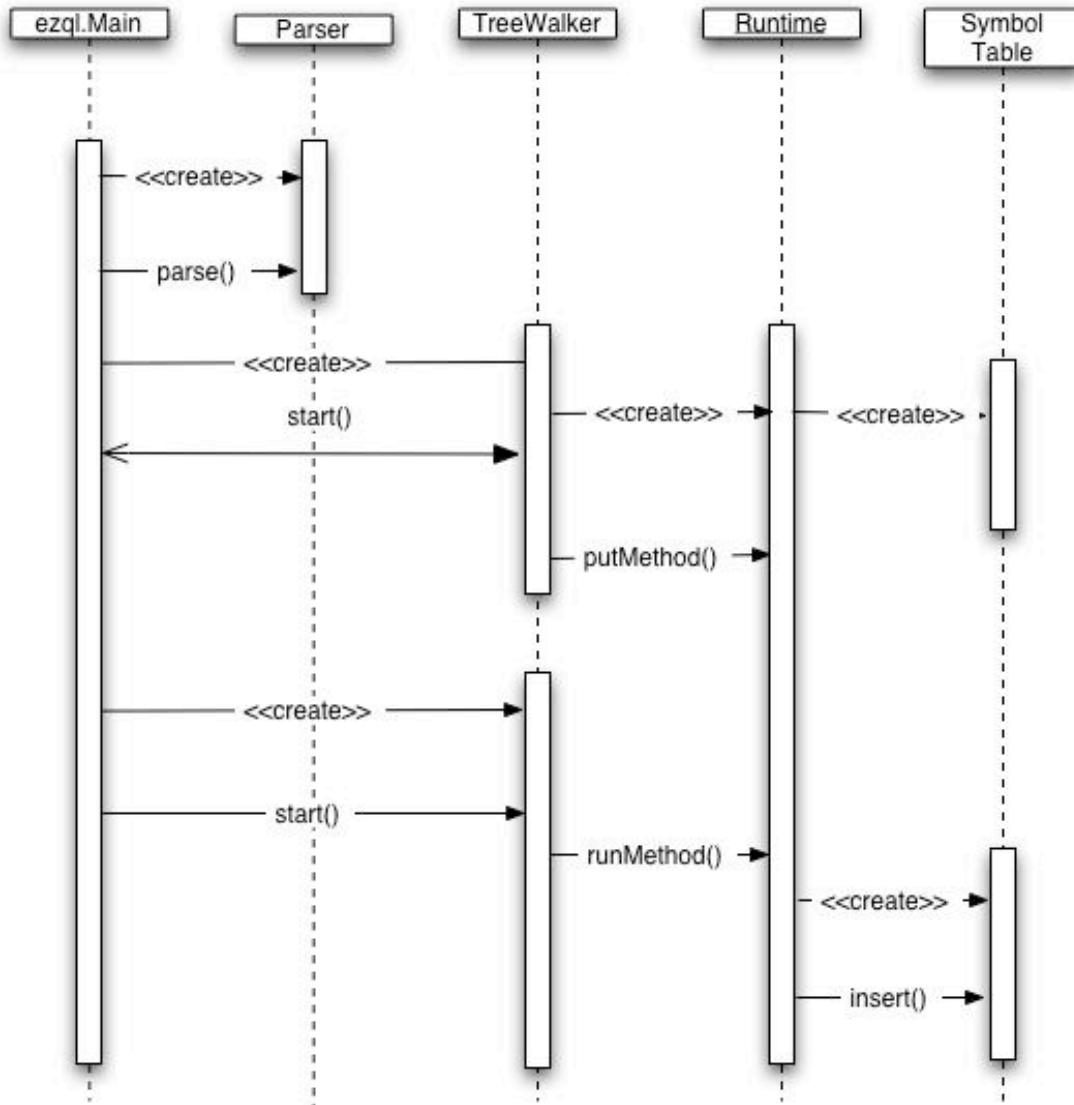 ezql.Main
Parser
TreeWalker
Runtime
Symbol
Table
<<create>>
parse()
<<create>>
start()
<<create>>
<<create>>
putMethod()
<<create>>
start()
runMethod()
<<create>>
insert()